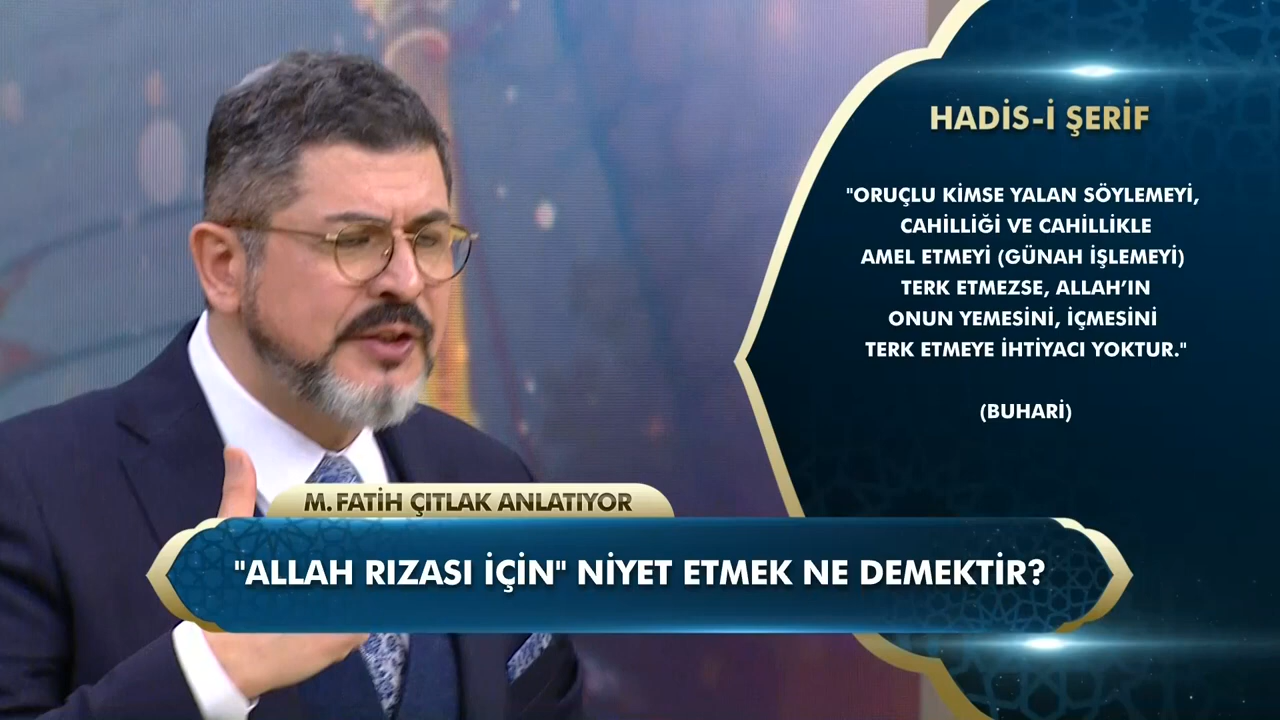 HADİS-İ ŞERİF
"ORUÇLU KİMSE YALAN SÖYLEMEYİ,
CAHİLLİĞİ VE CAHİLLİKLE
AMEL ETMEYİ (GÜNAH İŞLEMEYİ)
TERK ETMEZSE, ALLAH'IN
ONUN YEMESİNİ, İÇMESİNİ
TERK ETMEYE İHTİYACI YOKTUR."
(BUHARİ)
M. FATİH ÇITLAK ANLATIYOR
"ALLAH RIZASI İÇİN" NİYET ETMEK NE DEMEKTİR?